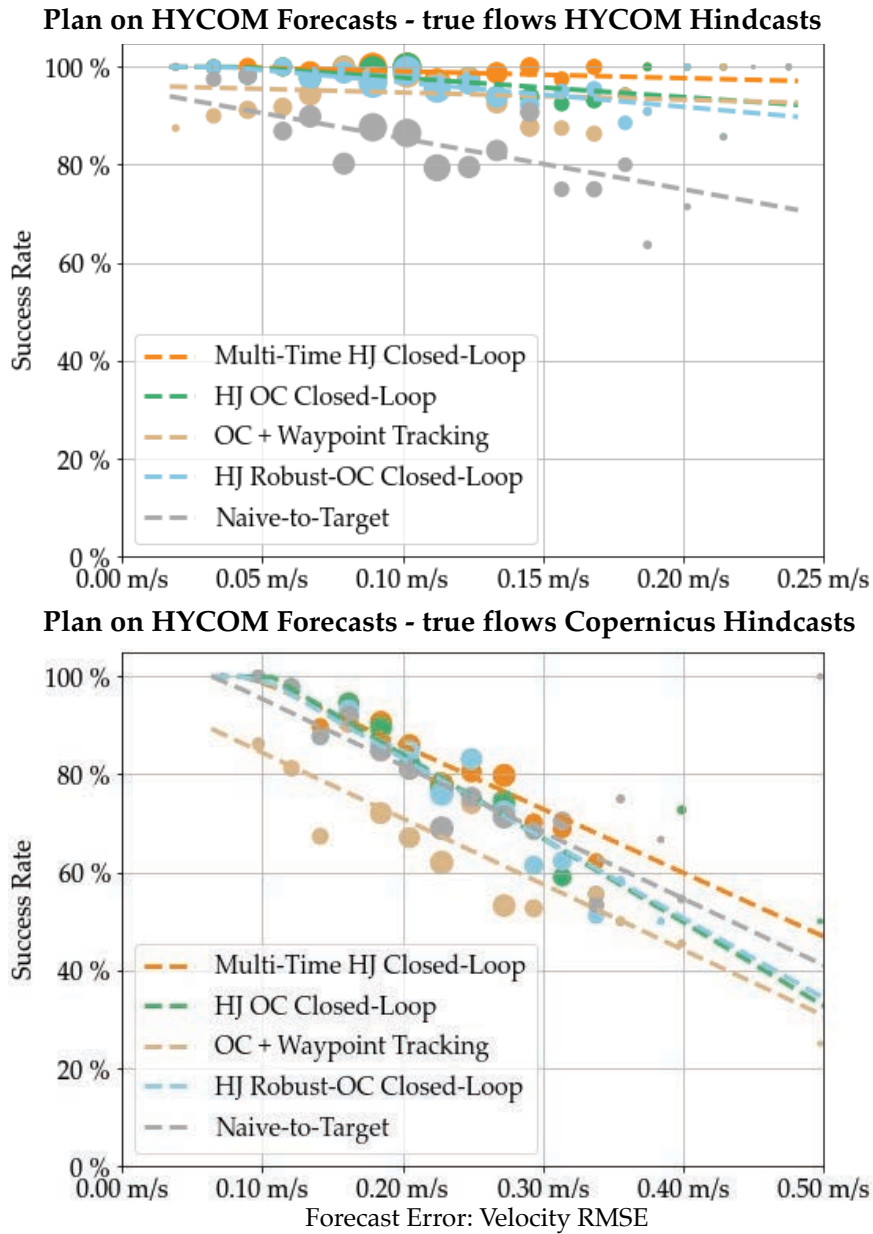 Plan on HYCOM Forecasts - true flows HYCOM Hindcasts
100 %
80 %
60 %
40 %
20 %
0 %
Success Rate
Multi-Time HJ Closed-Loop
HJ OC Closed-Loop
OC + Waypoint Tracking
HJ Robust-OC Closed-Loop
Naive-to-Target
0.00 m/s 0.05 m/s 0.10 m/s 0.15 m/s 0.20 m/s 0.25 m/s
Plan on HYCOM Forecasts - true flows Copernicus Hindcasts
100 %
80 %
60 %
40 %
20 %
0 %
Success Rate
Multi-Time HJ Closed-Loop
HJ OC Closed-Loop
OC + Waypoint Tracking
HJ Robust-OC Closed-Loop
Naive-to-Target
0.00 m/s 0.10 m/s 0.20 m/s 0.30 m/s 0.40 m/s 0.50 m/s
Forecast Error: Velocity RMSE